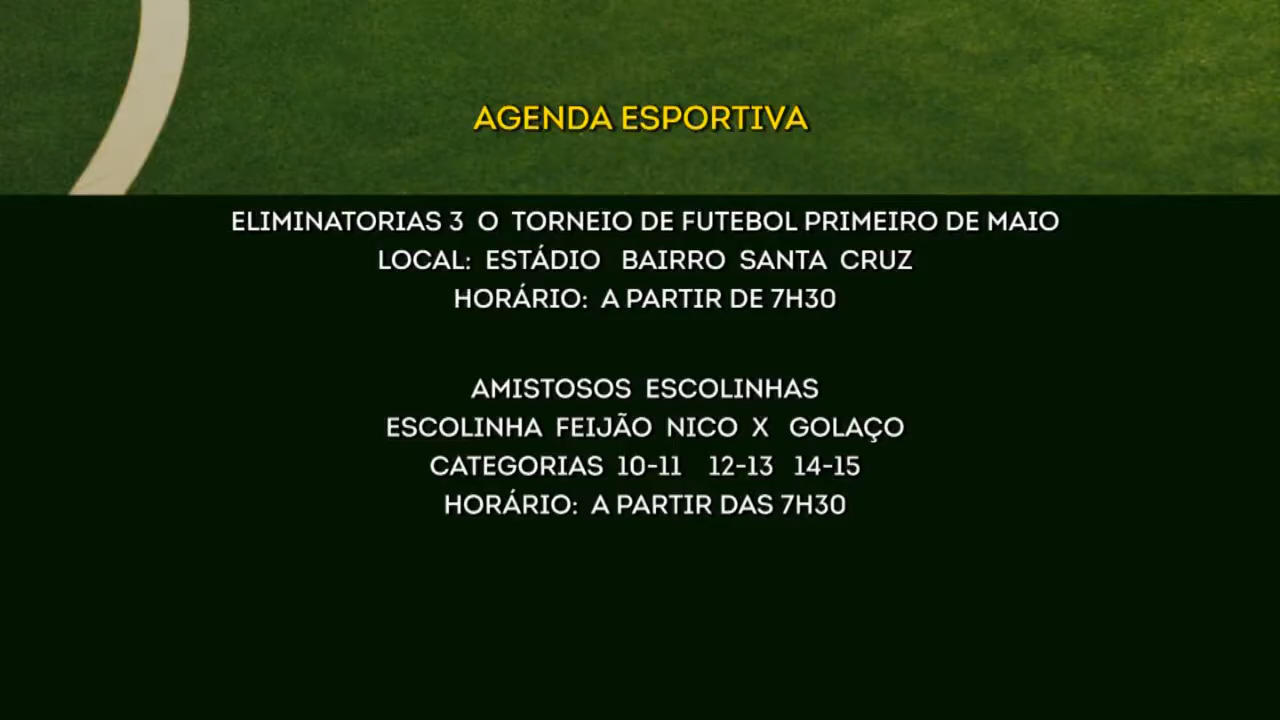 AGENDA ESPORTIVA
ELIMINATORIAS 3 O TORNEIO DE FUTEBOL PRIMEIRO DE MAIO
LOCAL: ESTÁDIO BAIRRO SANTA CRUZ
HORÁRIO: A PARTIR DE 7H30
AMISTOSOS ESCOLINHAS
ESCOLINHA FEIJÃO NICO X GOLAÇO
CATEGORIAS 10-11 12-13 14-15
HORÁRIO: A PARTIR DAS 7H30